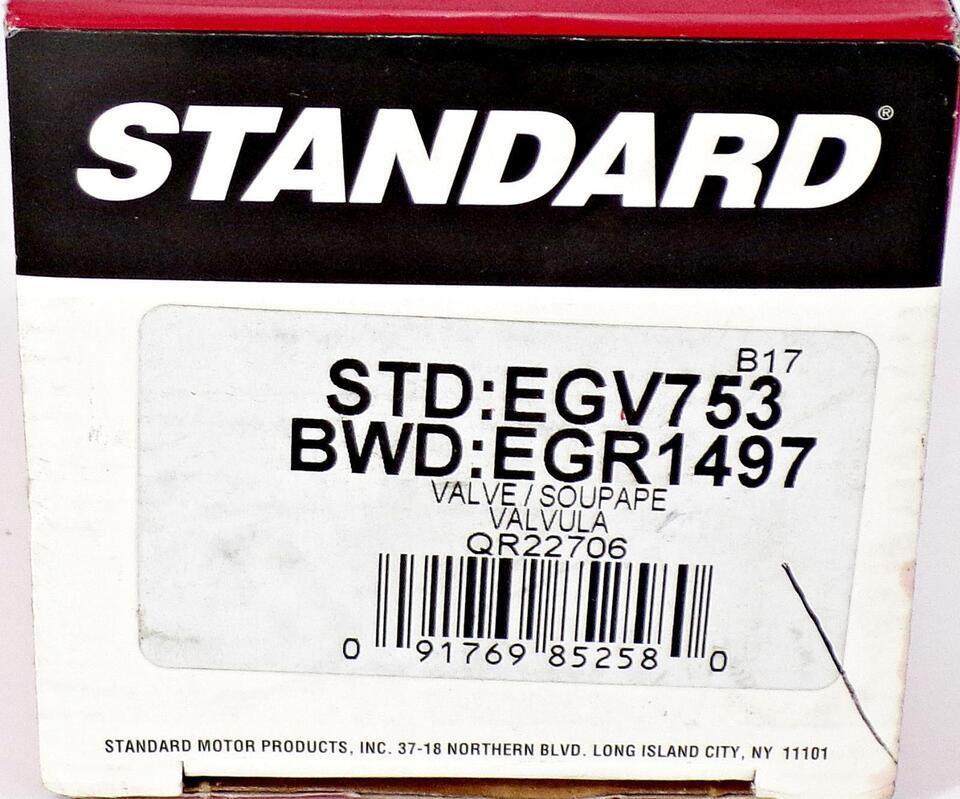 STANDARD®
B17
STD:EGV753
BWD:EGR1497
VALVE / SOUPAPE
VALVULA
QR22706
0 91769 85258 0
STANDARD MOTOR PRODUCTS, INC. 37-18 NORTHERN BLVD. LONG ISLAND CITY, NY 11101